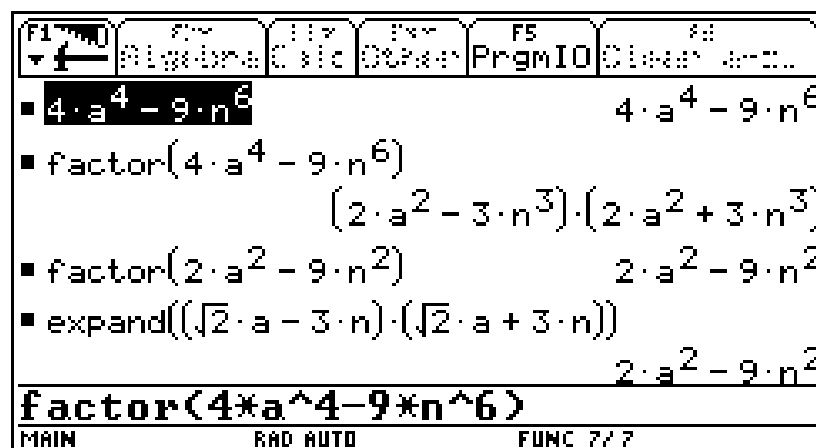 F1 Algebra Calc Other F5 PrgmIO Clean
4·a⁴ − 9·n⁶ 4·a⁴ − 9·n⁶
factor(4·a⁴ − 9·n⁶)
(2·a² − 3·n³)·(2·a² + 3·n³)
factor(2·a² − 9·n²) 2·a² − 9·n²
expand((√2·a − 3·n)·(√2·a + 3·n))
2·a² − 9·n²
factor(4*a^4-9*n^6)
MAIN RAD AUTO FUNC 7/7